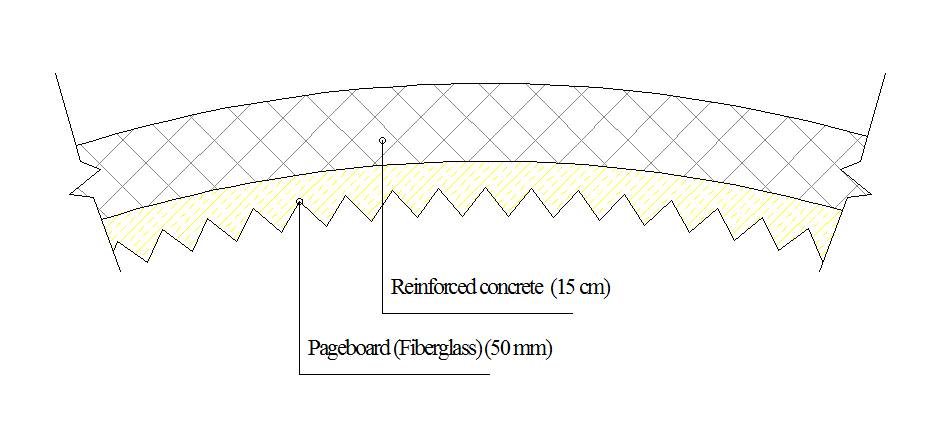 Reinforced concrete (15 cm)
Pageboard (Fiberglass) (50 mm)